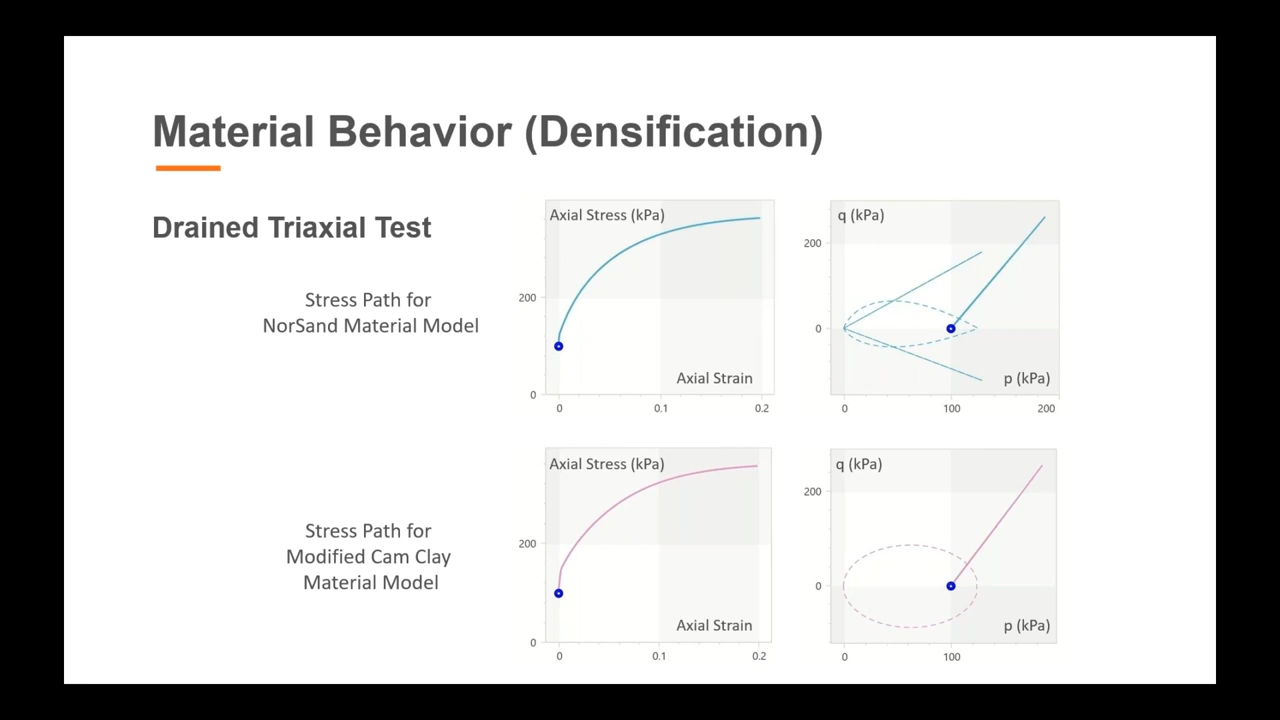 Material Behavior (Densification)
Drained Triaxial Test
Stress Path for
NorSand Material Model
Axial Stress (kPa)
200
0
Axial Strain
0
0.1
0.2
q (kPa)
200
0
p (kPa)
0
100
200
Stress Path for
Modified Cam Clay
Material Model
Axial Stress (kPa)
200
0
Axial Strain
0
0.1
0.2
q (kPa)
200
0
p (kPa)
0
100